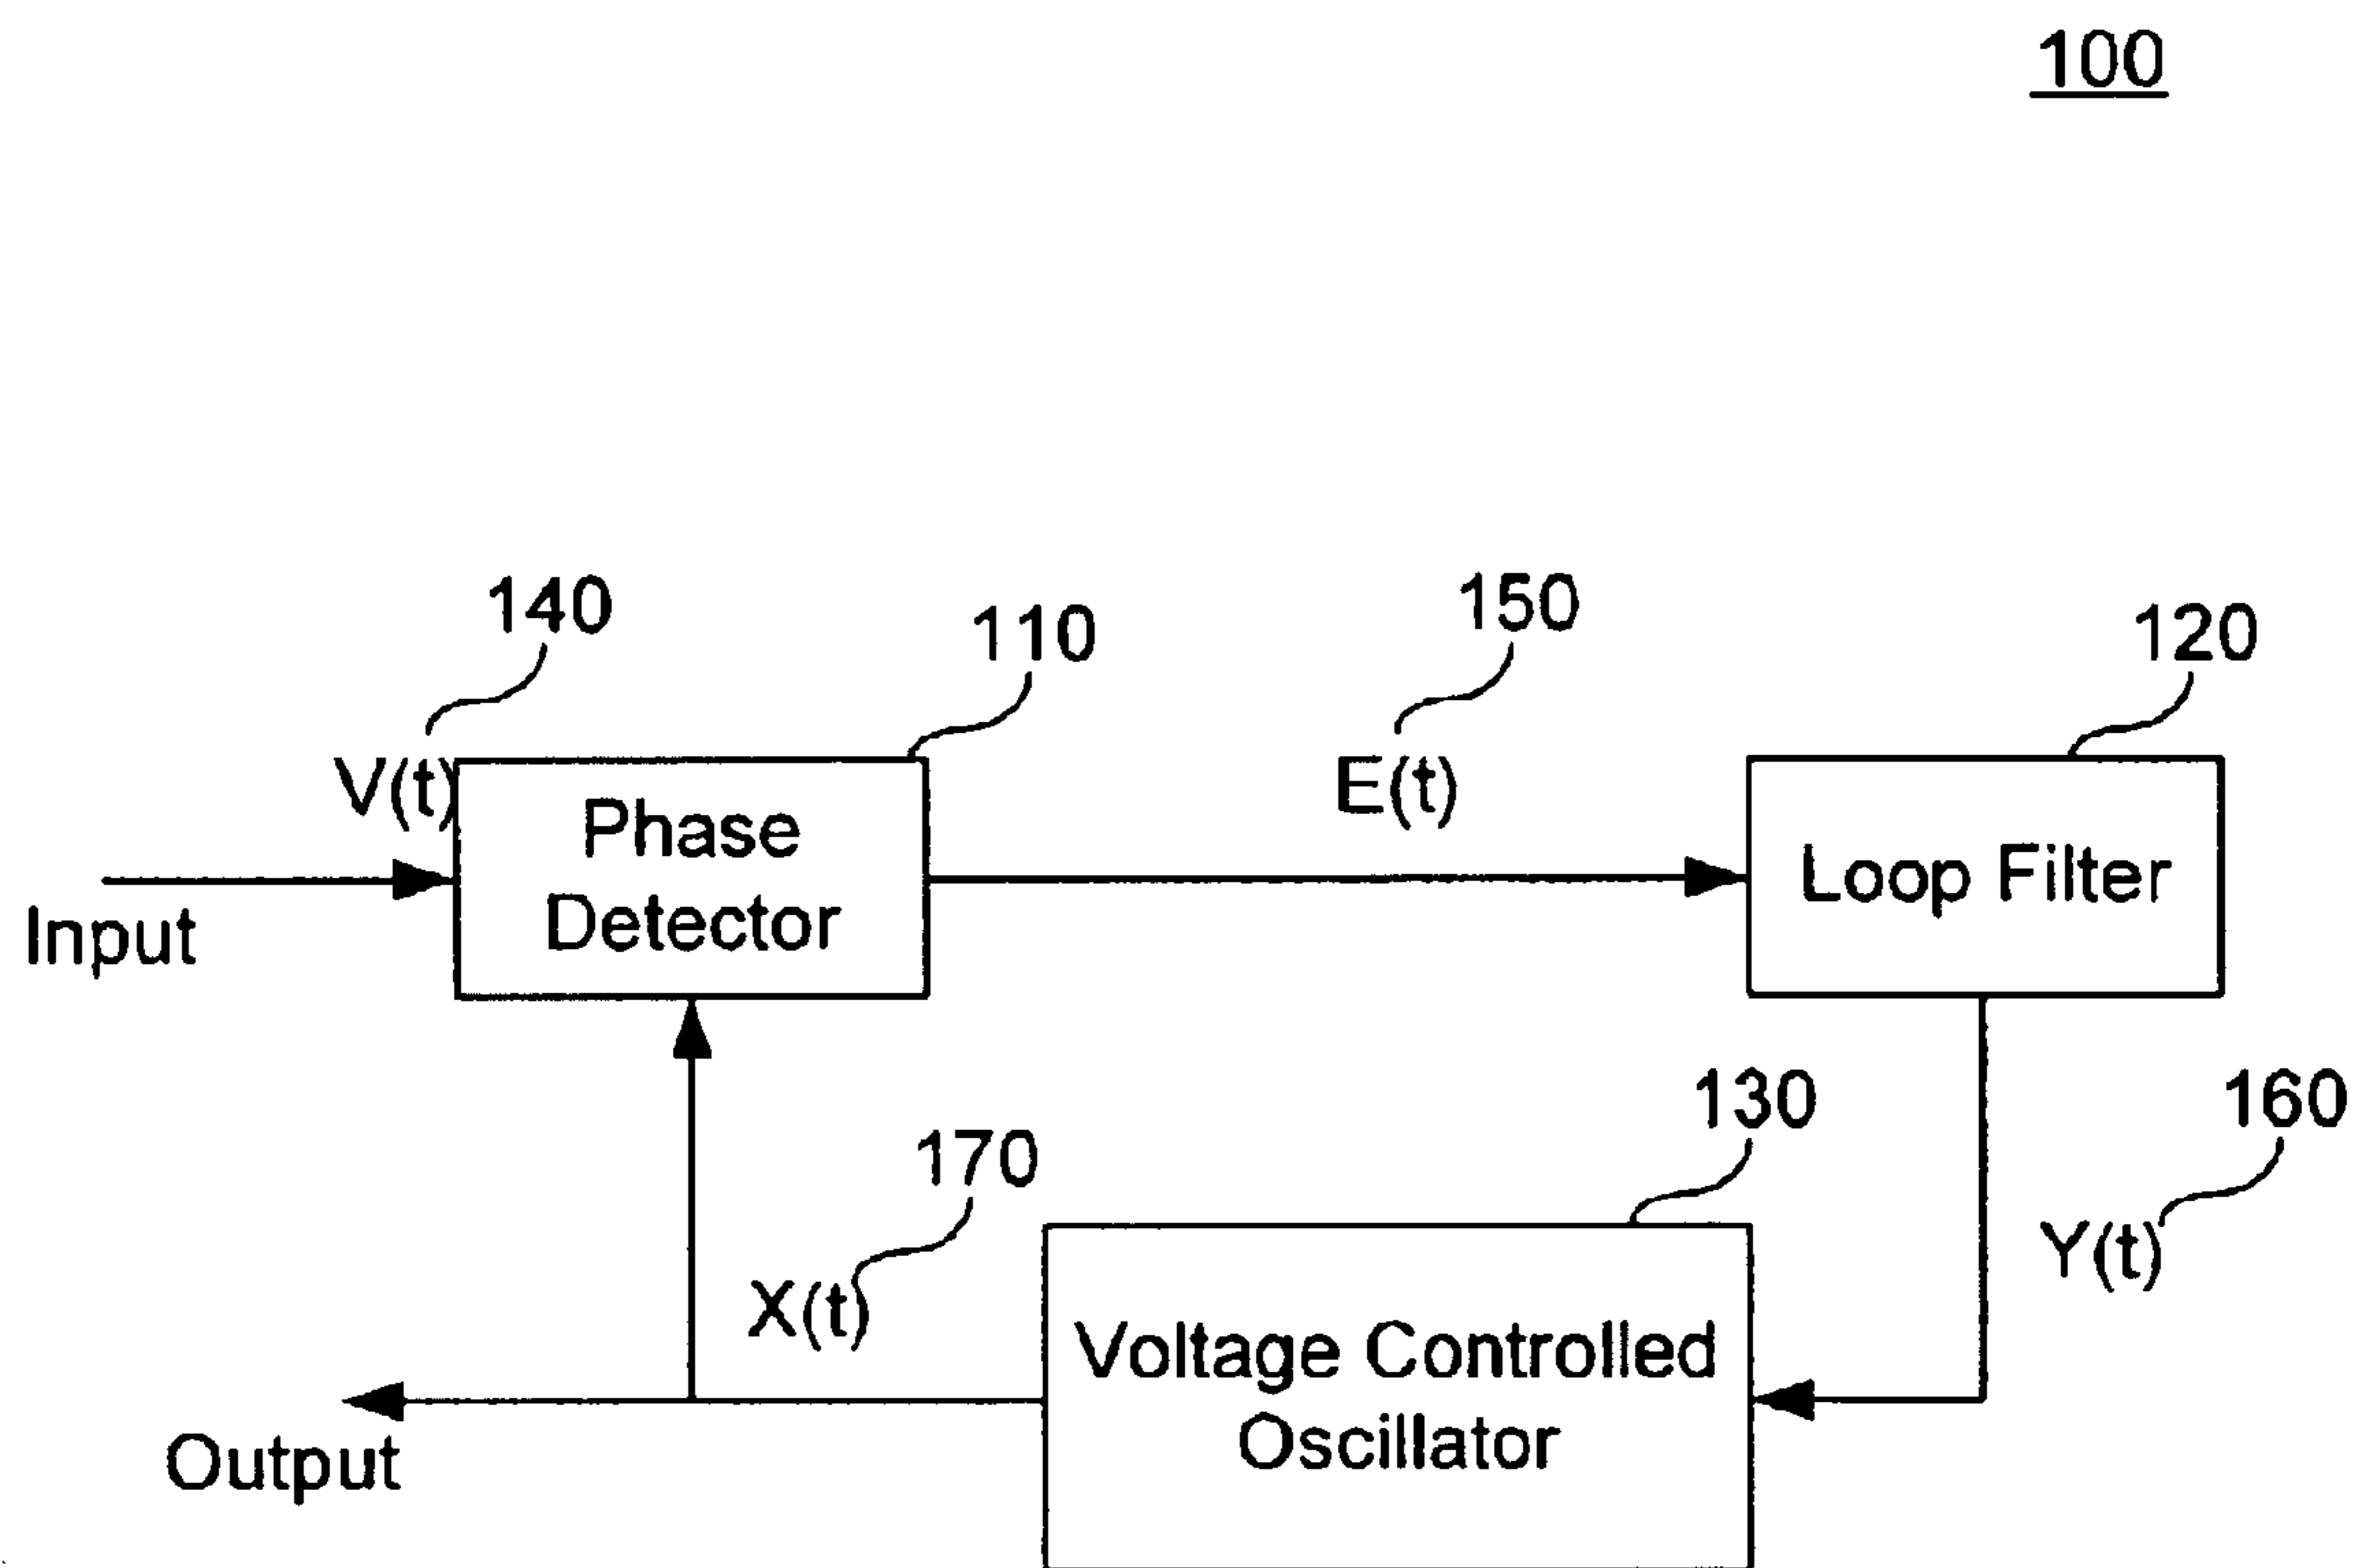 100
140
110
150
120
V(t)
Phase
Detector
E(t)
Loop Filter
Input
130
160
170
Y(t)
X(t)
Voltage Controlled
Oscillator
Output